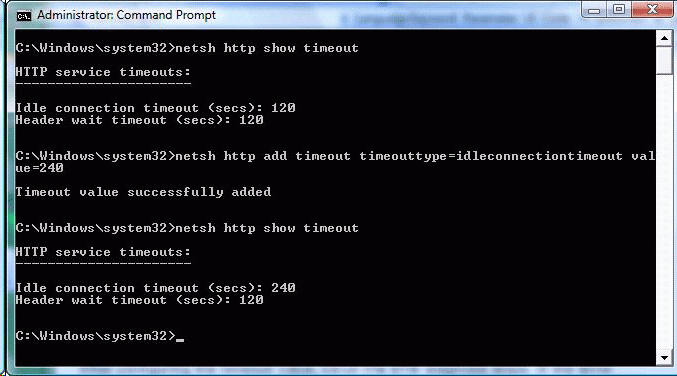 Administrator: Command Prompt
C:\Windows\system32>netsh http show timeout
HTTP service timeouts:
----------------------
Idle connection timeout (secs): 120
Header wait timeout (secs): 120
C:\Windows\system32>netsh http add timeout timeouttype=idleconnectiontimeout val
ue=240
Timeout value successfully added
C:\Windows\system32>netsh http show timeout
HTTP service timeouts:
----------------------
Idle connection timeout (secs): 240
Header wait timeout (secs): 120
C:\Windows\system32>_